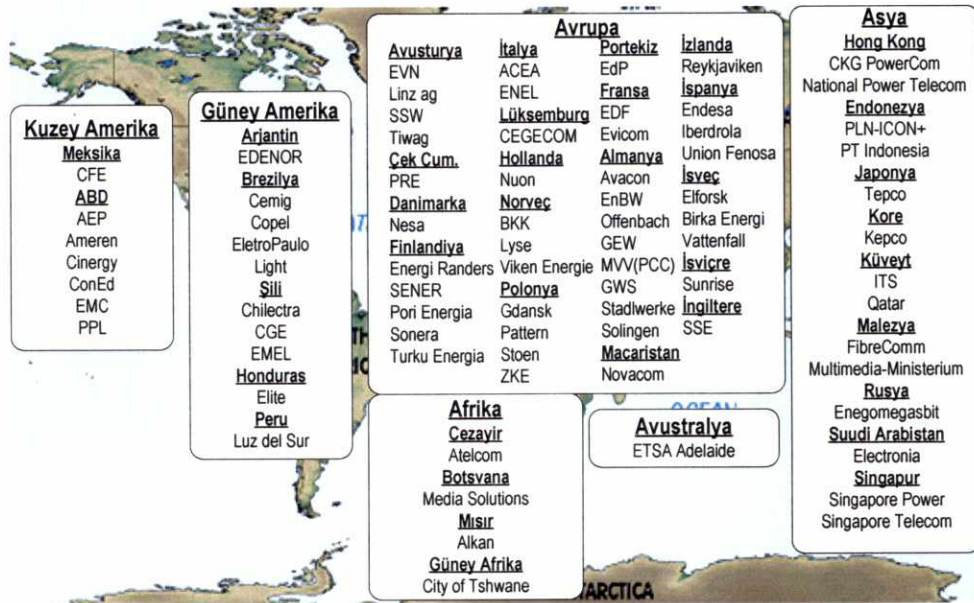 Kuzey Amerika
Meksika
CFE
ABD
AEP
Ameren
Cinergy
ConEd
EMC
PPL
Güney Amerika
Arjantin
EDENOR
Brezilya
Cemig
Copel
EletroPaulo
Light
Şili
Chilectra
CGE
EMEL
Honduras
Elite
Peru
Luz del Sur
Avrupa
Avusturya
EVN
Linz ag
SSW
Tiwag
Çek Cum.
PRE
Danimarka
Nesa
Finlandiya
Energi Randers
SENER
Pori Energia
Sonera
Turku Energia
İtalya
ACEA
ENEL
Lüksemburg
CEGECOM
Hollanda
Nuon
Norveç
BKK
Lyse
Viken Energie
Polonya
Gdansk
Pattern
Stoen
ZKE
Portekiz
EdP
Fransa
EDF
Evicom
Almanya
Avacon
EnBW
Offenbach
GEW
MVV(PCC)
GWS
Stadlwerke
Solingen
Macaristan
Novacom
İzlanda
Reykjaviken
İspanya
Endesa
Iberdrola
Union Fenosa
İsveç
Elforsk
Birka Energi
Vattenfall
İsviçre
Sunrise
İngiltere
SSE
Afrika
Cezayir
Atelcom
Botsvana
Media Solutions
Mısır
Alkan
Güney Afrika
City of Tshwane
Avustralya
ETSA Adelaide
Asya
Hong Kong
CKG PowerCom
National Power Telecom
Endonezya
PLN-ICON+
PT Indonesia
Japonya
Tepco
Kore
Kepco
Küveyt
ITS
Qatar
Malezya
FibreComm
Multimedia-Ministerium
Rusya
Enegomegasbit
Suudi Arabistan
Electronia
Singapur
Singapore Power
Singapore Telecom